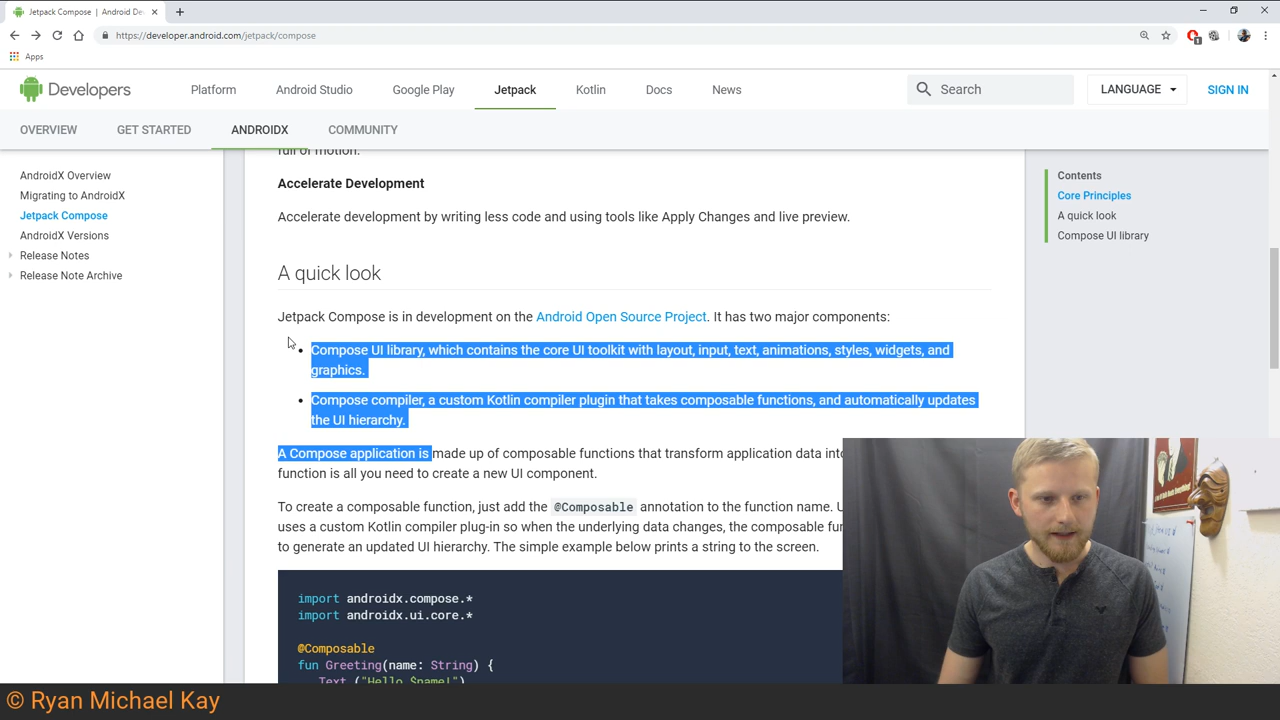 Jetpack Compose | Android De
https://developer.android.com/jetpack/compose
1
Apps
Developers
Platform
Android Studio
Google Play
Jetpack
Kotlin
Docs
News
Search
LANGUAGE
SIGN IN
OVERVIEW
GET STARTED
ANDROIDX
COMMUNITY
AndroidX Overview
Migrating to AndroidX
Jetpack Compose
AndroidX Versions
Release Notes
Release Note Archive
full of motion.
Accelerate Development
Accelerate development by writing less code and using tools like Apply Changes and live preview.
A quick look
Jetpack Compose is in development on the Android Open Source Project. It has two major components:
• Compose UI library, which contains the core UI toolkit with layout, input, text, animations, styles, widgets, and
graphics.
• Compose compiler, a custom Kotlin compiler plugin that takes composable functions, and automatically updates
the UI hierarchy.
A Compose application is made up of composable functions that transform application data into
function is all you need to create a new UI component.
To create a composable function, just add the @Composable annotation to the function name. U
uses a custom Kotlin compiler plug-in so when the underlying data changes, the composable fu
to generate an updated UI hierarchy. The simple example below prints a string to the screen.
import androidx.compose.*
import androidx.ui.core.*
@Composable
fun Greeting(name: String) {
Text ("Hello $name!")
Contents
Core Principles
A quick look
Compose UI library
© Ryan Michael Kay